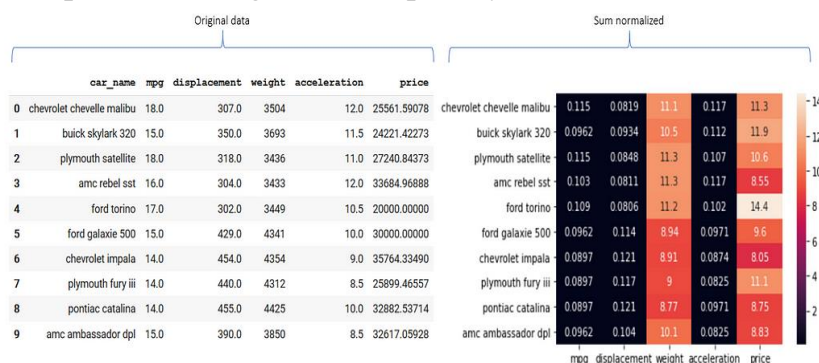 Original data
Sum normalized
car_name mpg displacement weight acceleration price
0 chevrolet chevelle malibu 18.0 307.0 3504 12.0 25561.59078
1 buick skylark 320 15.0 350.0 3693 11.5 24221.42273
2 plymouth satellite 18.0 318.0 3436 11.0 27240.84373
3 amc rebel sst 16.0 304.0 3433 12.0 33684.96888
4 ford torino 17.0 302.0 3449 10.5 20000.00000
5 ford galaxie 500 15.0 429.0 4341 10.0 30000.00000
6 chevrolet impala 14.0 454.0 4354 9.0 35764.33490
7 plymouth fury iii 14.0 440.0 4312 8.5 25899.46557
8 pontiac catalina 14.0 455.0 4425 10.0 32882.53714
9 amc ambassador dpl 15.0 390.0 3850 8.5 32617.05928
chevrolet chevelle malibu 0.115 0.0819 11.1 0.117 11.3
buick skylark 320 0.0962 0.0934 10.5 0.112 11.9
plymouth satellite 0.115 0.0848 11.3 0.107 10.6
amc rebel sst 0.103 0.0811 11.3 0.117 8.55
ford torino 0.109 0.0806 11.2 0.102 14.4
ford galaxie 500 0.0962 0.114 8.94 0.0971 9.6
chevrolet impala 0.0897 0.121 8.91 0.0874 8.05
plymouth fury iii 0.0897 0.117 9 0.0825 11.1
pontiac catalina 0.0897 0.121 8.77 0.0971 8.75
amc ambassador dpl 0.0962 0.104 10.1 0.0825 8.83
mpg displacement weight acceleration price
14
12
10
8
6
4
2